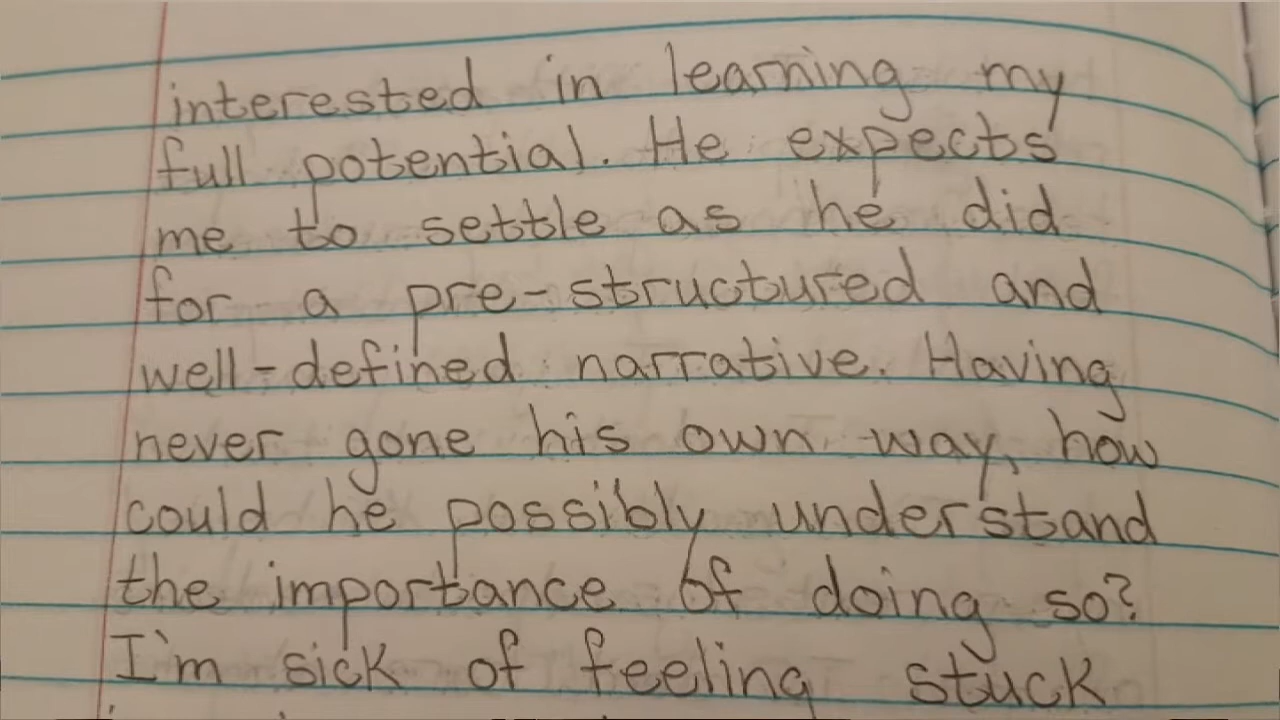 interested in learning my
full potential. He expects
me to settle as he did
for a pre-structured and
well-defined narrative. Having
never gone his own way, how
could he possibly understand
the importance of doing so?
I'm sick of feeling stuck